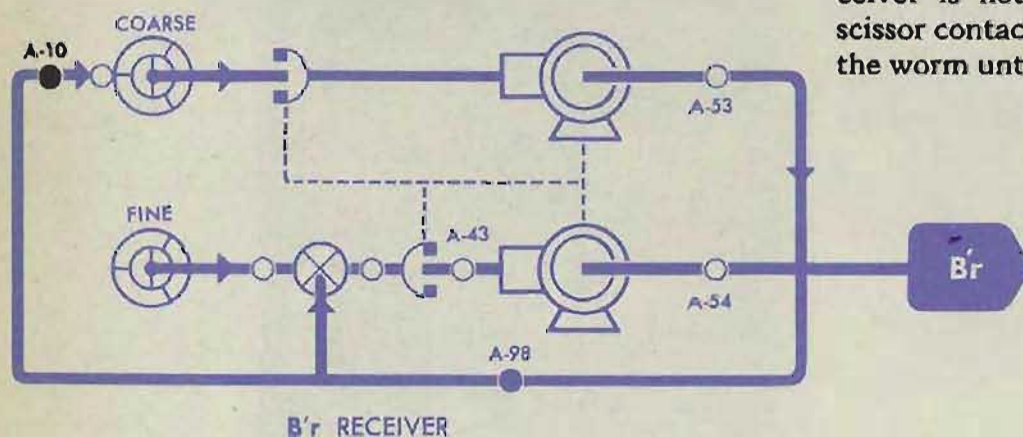 scissor contac
the worm unt
COARSE
A-10
A-53
FINE
A-43
B'r
A-54
A-98
B'r RECEIVER